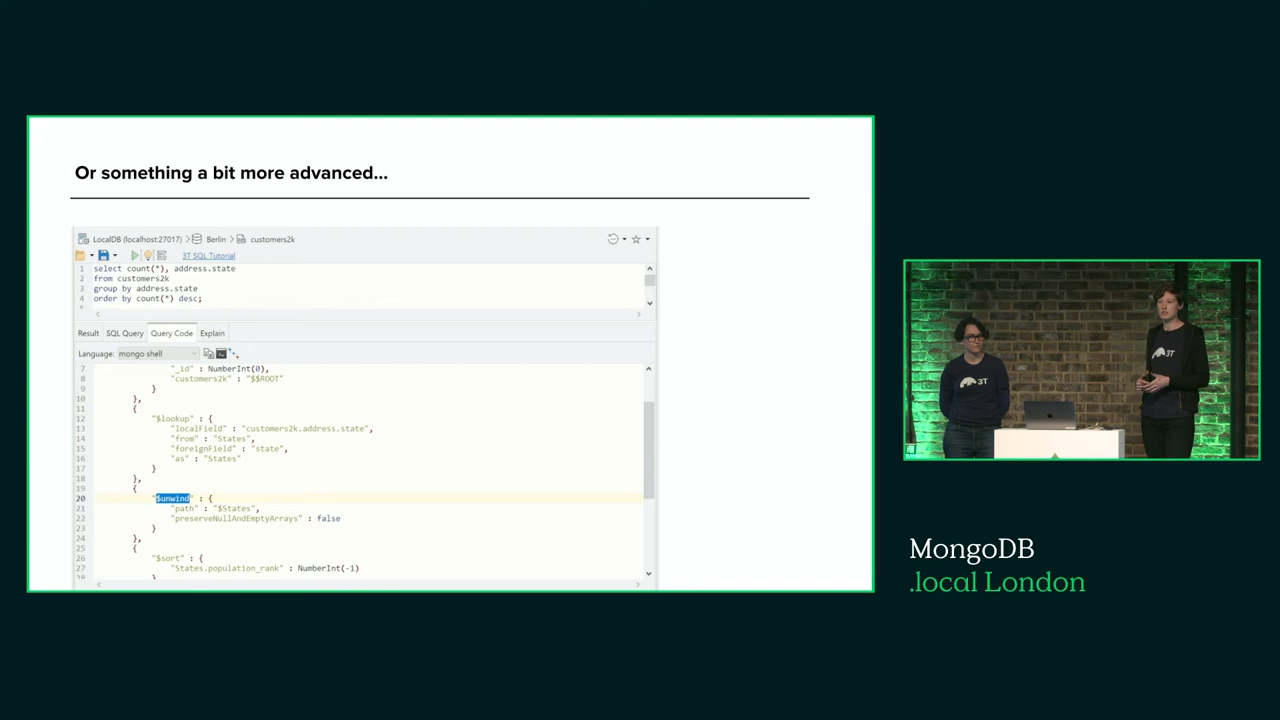 Or something a bit more advanced...
LocalDB (localhost:27017) > Berlin > customers2k
3T SQL Tutorial
1 select count(*), address.state
2 from customers2k
3 group by address.state
4 order by count(*) desc;
Result SQL Query Query Code Explain
Language: mongo shell
7 "_id" : NumberInt(0),
8 "customers2k" : "$$ROOT"
9 }
10 },
11 {
12 "$lookup" : {
13 "localField" : "customers2k.address.state",
14 "from" : "States",
15 "foreignField" : "state",
16 "as" : "States"
17 }
18 },
19 {
20 "$unwind" : {
21 "path" : "$States",
22 "preserveNullAndEmptyArrays" : false
23 }
24 },
25 {
26 "$sort" : {
27 "States.population_rank" : NumberInt(-1)
28 }
3T
3T
MongoDB
.local London